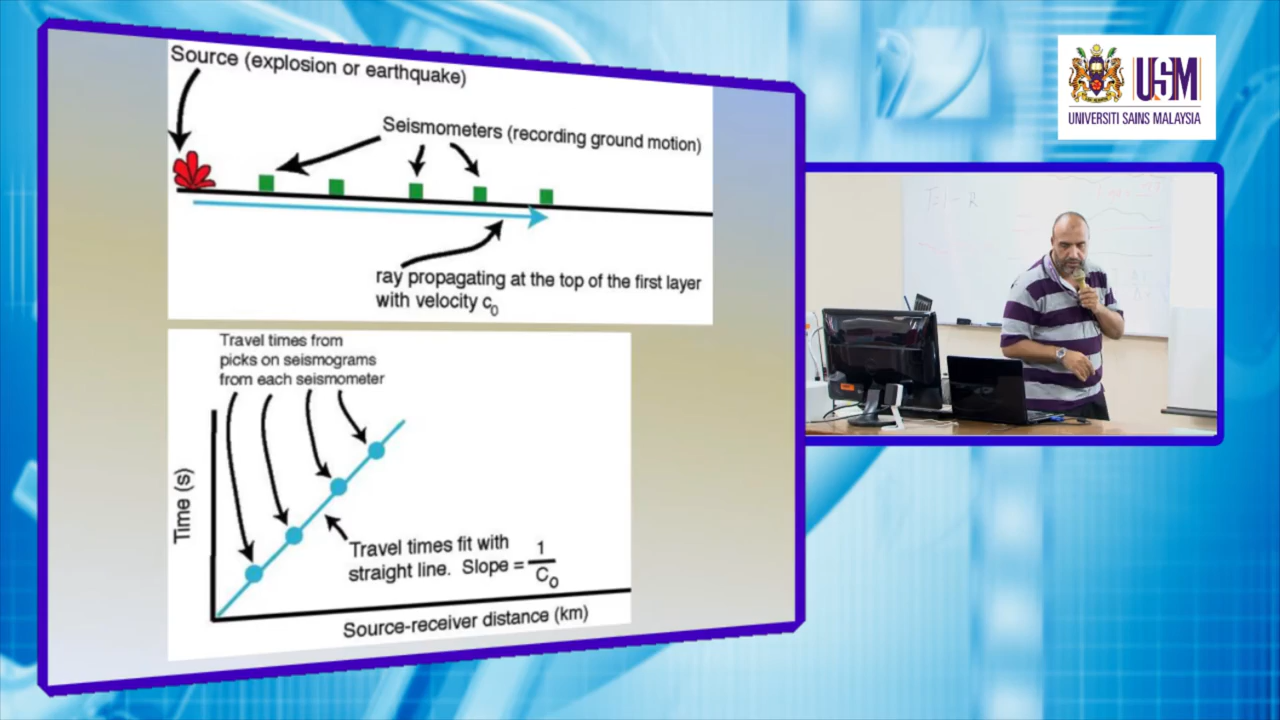 Source (explosion or earthquake)
Seismometers (recording ground motion)
ray propagating at the top of the first layer
with velocity c₀
Travel times from
picks on seismograms
from each seismometer
Time (s)
Travel times fit with
straight line. Slope = 1/C₀
Source-receiver distance (km)
USM
UNIVERSITI SAINS MALAYSIA
T=1-R